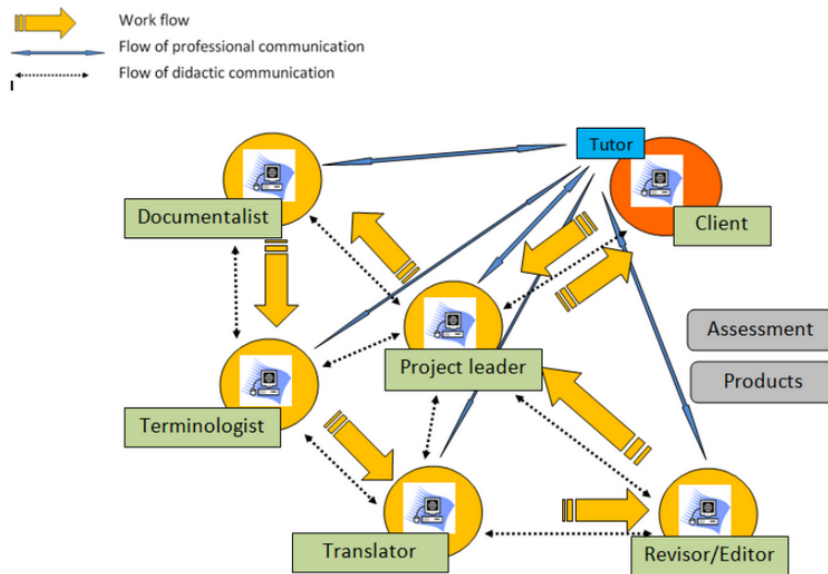 Work flow
Flow of professional communication
Flow of didactic communication
Tutor
Documentalist
Client
Assessment
Project leader
Products
Terminologist
Translator
Revisor/Editor